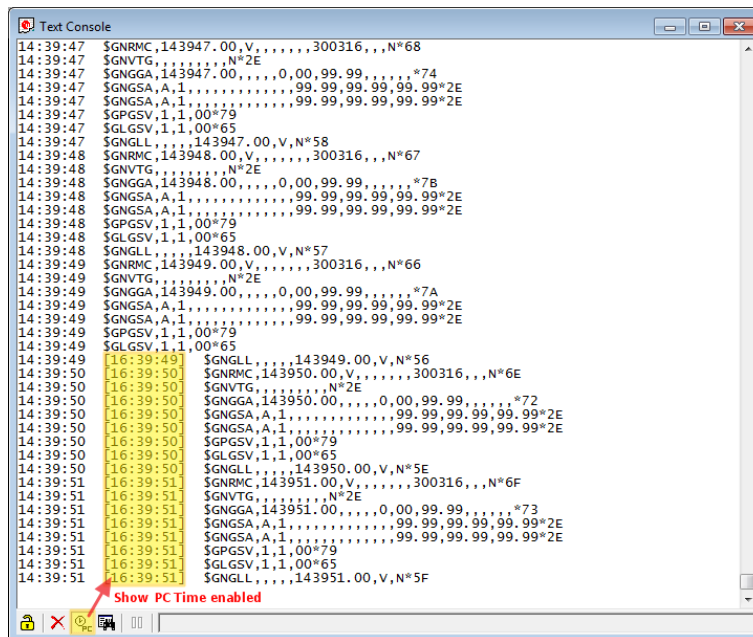 Text Console
14:39:47 $GNRMC,143947.00,V,,,,,,,300316,,,N*68
14:39:47 $GNVTG,,,,,,,,,N*2E
14:39:47 $GNGGA,143947.00,,,,,0,00,99.99,,,,,,*74
14:39:47 $GNGSA,A,1,,,,,,,,,,,,,99.99,99.99,99.99*2E
14:39:47 $GNGSA,A,1,,,,,,,,,,,,,99.99,99.99,99.99*2E
14:39:47 $GPGSV,1,1,00*79
14:39:47 $GLGSV,1,1,00*65
14:39:47 $GNGLL,,,,,143947.00,V,N*58
14:39:48 $GNRMC,143948.00,V,,,,,,,300316,,,N*67
14:39:48 $GNVTG,,,,,,,,,N*2E
14:39:48 $GNGGA,143948.00,,,,,0,00,99.99,,,,,,*7B
14:39:48 $GNGSA,A,1,,,,,,,,,,,,,99.99,99.99,99.99*2E
14:39:48 $GNGSA,A,1,,,,,,,,,,,,,99.99,99.99,99.99*2E
14:39:48 $GPGSV,1,1,00*79
14:39:48 $GLGSV,1,1,00*65
14:39:48 $GNGLL,,,,,143948.00,V,N*57
14:39:49 $GNRMC,143949.00,V,,,,,,,300316,,,N*66
14:39:49 $GNVTG,,,,,,,,,N*2E
14:39:49 $GNGGA,143949.00,,,,,0,00,99.99,,,,,,*7A
14:39:49 $GNGSA,A,1,,,,,,,,,,,,,99.99,99.99,99.99*2E
14:39:49 $GNGSA,A,1,,,,,,,,,,,,,99.99,99.99,99.99*2E
14:39:49 $GPGSV,1,1,00*79
14:39:49 $GLGSV,1,1,00*65
14:39:49 [16:39:49] $GNGLL,,,,,143949.00,V,N*56
14:39:50 [16:39:50] $GNRMC,143950.00,V,,,,,,,300316,,,N*6E
14:39:50 [16:39:50] $GNVTG,,,,,,,,,N*2E
14:39:50 [16:39:50] $GNGGA,143950.00,,,,,0,00,99.99,,,,,,*72
14:39:50 [16:39:50] $GNGSA,A,1,,,,,,,,,,,,,99.99,99.99,99.99*2E
14:39:50 [16:39:50] $GNGSA,A,1,,,,,,,,,,,,,99.99,99.99,99.99*2E
14:39:50 [16:39:50] $GPGSV,1,1,00*79
14:39:50 [16:39:50] $GLGSV,1,1,00*65
14:39:50 [16:39:50] $GNGLL,,,,,143950.00,V,N*5E
14:39:51 [16:39:51] $GNRMC,143951.00,V,,,,,,,300316,,,N*6F
14:39:51 [16:39:51] $GNVTG,,,,,,,,,N*2E
14:39:51 [16:39:51] $GNGGA,143951.00,,,,,0,00,99.99,,,,,,*73
14:39:51 [16:39:51] $GNGSA,A,1,,,,,,,,,,,,,99.99,99.99,99.99*2E
14:39:51 [16:39:51] $GNGSA,A,1,,,,,,,,,,,,,99.99,99.99,99.99*2E
14:39:51 [16:39:51] $GPGSV,1,1,00*79
14:39:51 [16:39:51] $GLGSV,1,1,00*65
14:39:51 [16:39:51] $GNGLL,,,,,143951.00,V,N*5F
Show PC Time enabled
PC